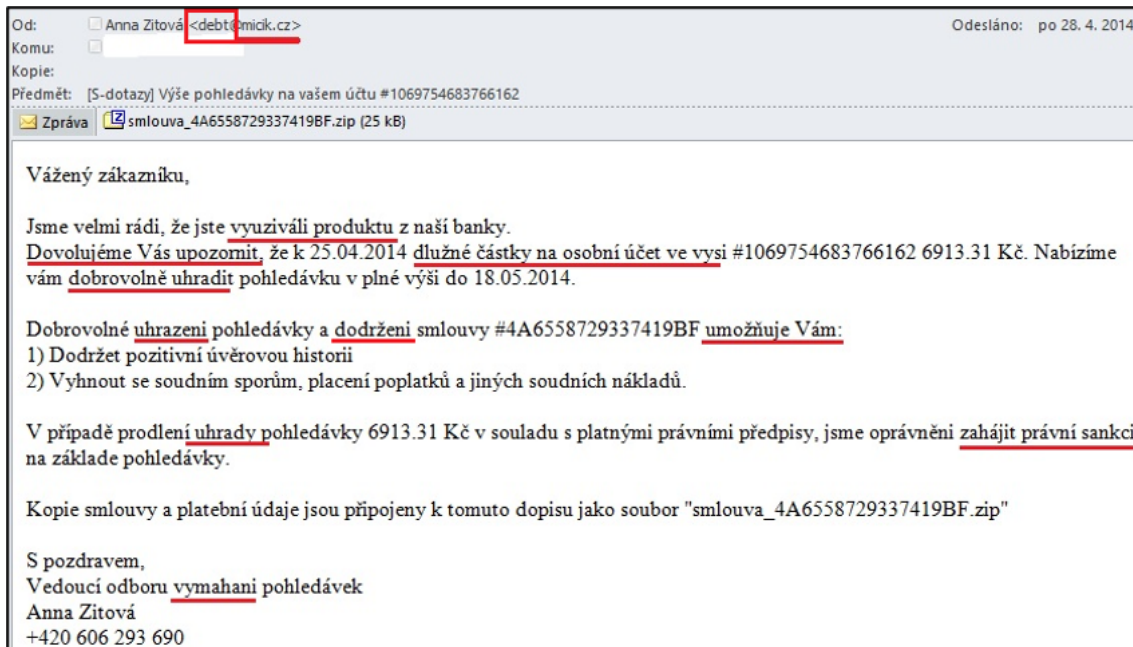 Od: Anna Zitová <debt@micik.cz> Odesláno: po 28. 4. 2014
Komu:
Kopie:
Předmět: [S-dotazy] Výše pohledávky na vašem účtu #1069754683766162
Zpráva smlouva_4A6558729337419BF.zip (25 kB)
Vážený zákazníku,
Jsme velmi rádi, že jste vyuziváli produktu z naší banky.
Dovolujéme Vás upozornit, že k 25.04.2014 dlužné částky na osobní účet ve vysi #1069754683766162 6913.31 Kč. Nabízíme
vám dobrovolně uhradit pohledávku v plné výši do 18.05.2014.
Dobrovolné uhrazeni pohledávky a dodrženi smlouvy #4A6558729337419BF umožňuje Vám:
1) Dodržet pozitivní úvěrovou historii
2) Vyhnout se soudním sporům, placení poplatků a jiných soudních nákladů.
V případě prodlení uhrady pohledávky 6913.31 Kč v souladu s platnými právními předpisy, jsme oprávněni zahájit právní sankci
na základe pohledávky.
Kopie smlouvy a platební údaje jsou připojeny k tomuto dopisu jako soubor "smlouva_4A6558729337419BF.zip"
S pozdravem,
Vedoucí odboru vymahani pohledávek
Anna Zitová
+420 606 293 690